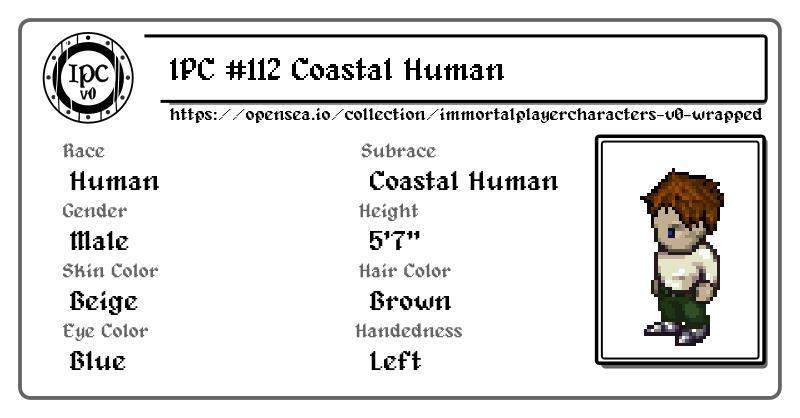 IPC v0
1PC #112 Coastal Human
https://opensea.io/collection/immortalplayercharacters-v0-wrapped
Race
Subrace
Human
Coastal Human
Gender
Height
Male
5'7"
Skin Color
Hair Color
Beige
Brown
Eye Color
Handedness
Blue
Left